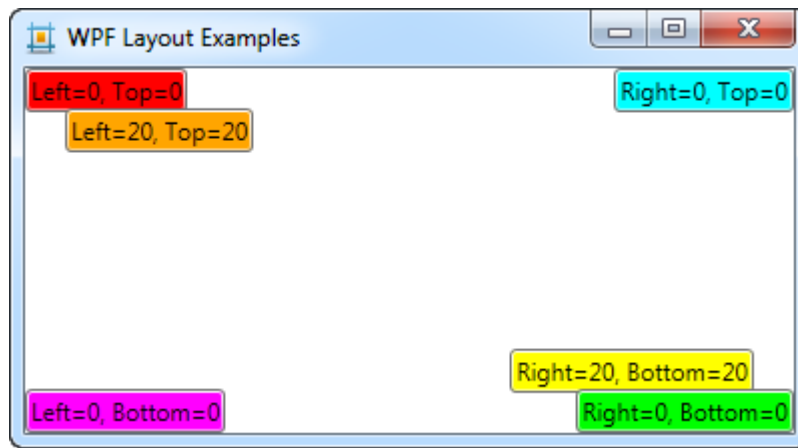 WPF Layout Examples
Left=0, Top=0
Right=0, Top=0
Left=20, Top=20
Right=20, Bottom=20
Left=0, Bottom=0
Right=0, Bottom=0